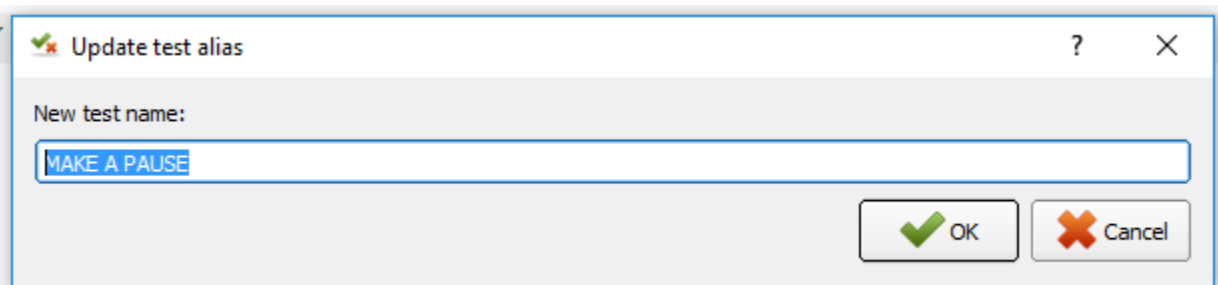 Update test alias
?
New test name:
MAKE A PAUSE
OK
Cancel